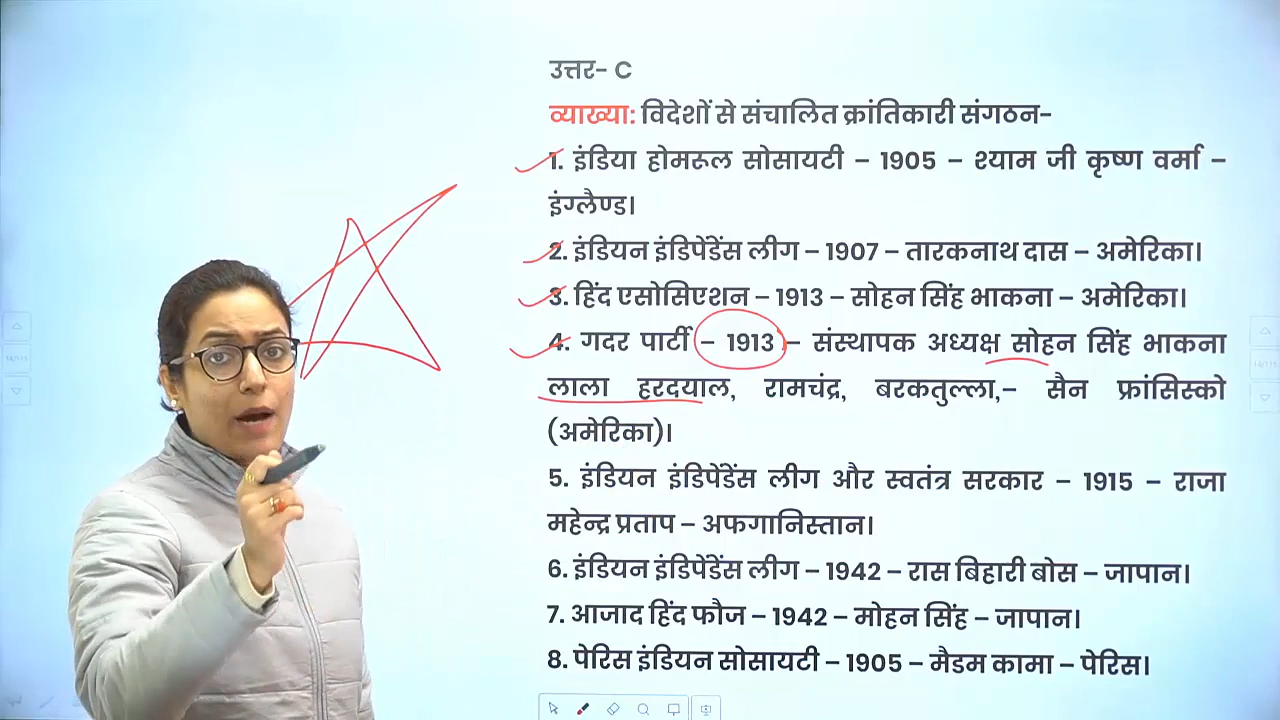 उत्तर- C
व्याख्या: विदेशों से संचालित क्रांतिकारी संगठन-
1. इंडिया होमरूल सोसायटी – 1905 – श्याम जी कृष्ण वर्मा –
इंग्लैण्ड।
2. इंडियन इंडिपेंडेंस लीग – 1907 – तारकनाथ दास – अमेरिका।
3. हिंद एसोसिएशन – 1913 – सोहन सिंह भाकना – अमेरिका।
4. गदर पार्टी – 1913 – संस्थापक अध्यक्ष सोहन सिंह भाकना
लाला हरदयाल, रामचंद्र, बरकतुल्ला,– सैन फ्रांसिस्को
(अमेरिका)।
5. इंडियन इंडिपेंडेंस लीग और स्वतंत्र सरकार – 1915 – राजा
महेन्द्र प्रताप – अफगानिस्तान।
6. इंडियन इंडिपेंडेंस लीग – 1942 – रास बिहारी बोस – जापान।
7. आजाद हिंद फौज – 1942 – मोहन सिंह – जापान।
8. पेरिस इंडियन सोसायटी – 1905 – मैडम कामा – पेरिस।